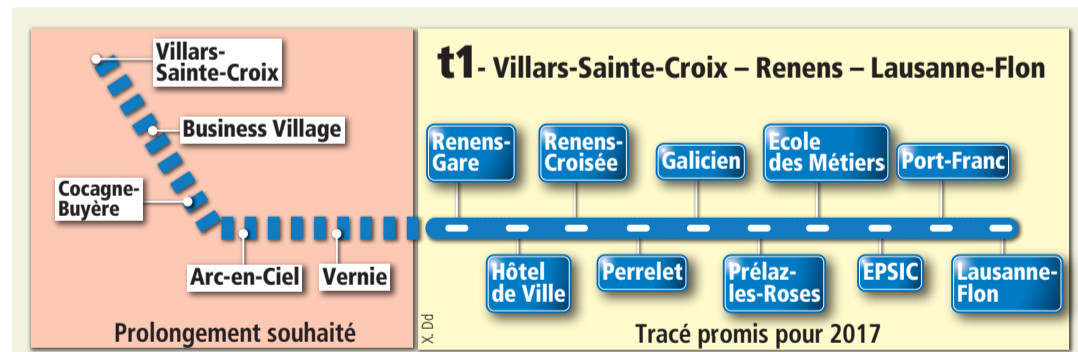 t1- Villars-Sainte-Croix – Renens – Lausanne-Flon
Villars-
Sainte-Croix
Business Village
Cocagne-
Buyère
Arc-en-Ciel
Vernie
Prolongement souhaité
Renens-
Gare
Hôtel
de Ville
Renens-
Croisée
Perrelet
Galicien
Prélaz-
les-Roses
Ecole
des Métiers
EPSIC
Port-Franc
Lausanne-
Flon
Tracé promis pour 2017
X. Dd